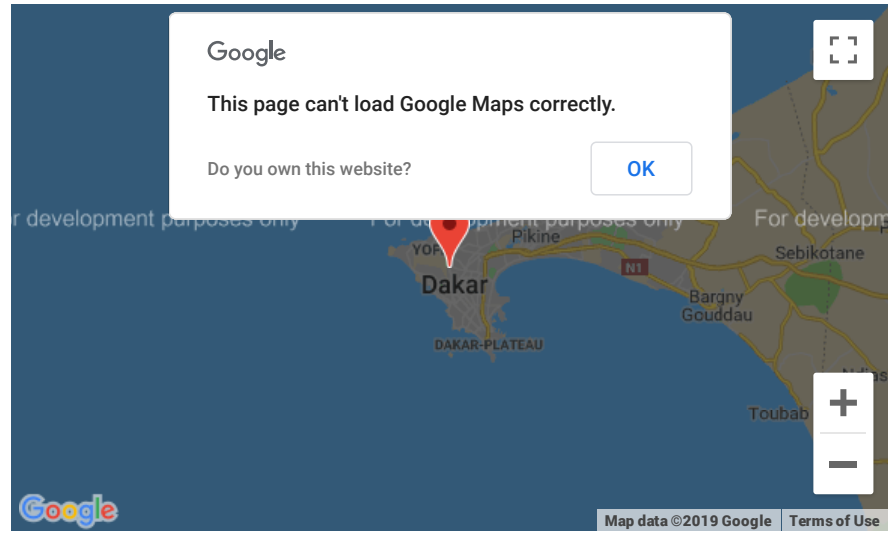 Google
This page can't load Google Maps correctly.
Do you own this website?
OK
r development purposes only
For development purposes only
For developm
YOF
Pikine
Sebikotane
N1
Dakar
Bargny
Gouddau
DAKAR-PLATEAU
Toubab
Google
Map data ©2019 Google
Terms of Use